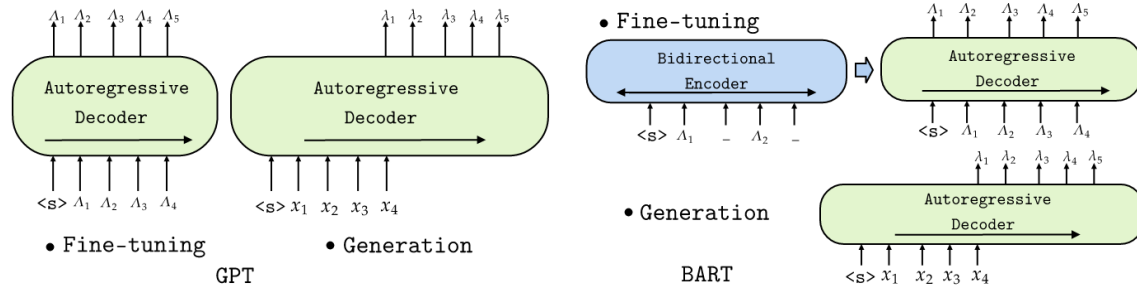 Λ₁ Λ₂ Λ₃ Λ₄ Λ₅
Autoregressive
Decoder
<s> Λ₁ Λ₂ Λ₃ Λ₄
• Fine-tuning
λ₁ λ₂ λ₃ λ₄ λ₅
Autoregressive
Decoder
<s> x₁ x₂ x₃ x₄
• Generation
GPT
• Fine-tuning
Bidirectional
Encoder
<s> Λ₁ _ Λ₂ _
Λ₁ Λ₂ Λ₃ Λ₄ Λ₅
Autoregressive
Decoder
<s> Λ₁ Λ₂ Λ₃ Λ₄
• Generation
λ₁ λ₂ λ₃ λ₄ λ₅
Autoregressive
Decoder
<s> x₁ x₂ x₃ x₄
BART